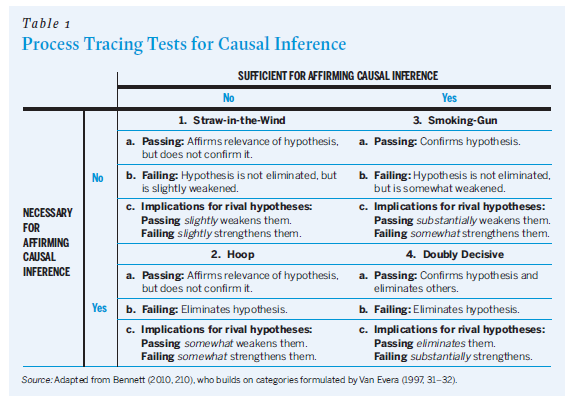 Table 1
Process Tracing Tests for Causal Inference
SUFFICIENT FOR AFFIRMING CAUSAL INFERENCE
No
Yes
NECESSARY
FOR
AFFIRMING
CAUSAL
INFERENCE
No
1. Straw-in-the-Wind
a. Passing: Affirms relevance of hypothesis,
but does not confirm it.
b. Failing: Hypothesis is not eliminated, but
is slightly weakened.
c. Implications for rival hypotheses:
Passing slightly weakens them.
Failing slightly strengthens them.
3. Smoking-Gun
a. Passing: Confirms hypothesis.
b. Failing: Hypothesis is not eliminated,
but is somewhat weakened.
c. Implications for rival hypotheses:
Passing substantially weakens them.
Failing somewhat strengthens them.
Yes
2. Hoop
a. Passing: Affirms relevance of hypothesis,
but does not confirm it.
b. Failing: Eliminates hypothesis.
c. Implications for rival hypotheses:
Passing somewhat weakens them.
Failing somewhat strengthens them.
4. Doubly Decisive
a. Passing: Confirms hypothesis and
eliminates others.
b. Failing: Eliminates hypothesis.
c. Implications for rival hypotheses:
Passing eliminates them.
Failing substantially strengthens.
Source: Adapted from Bennett (2010, 210), who builds on categories formulated by Van Evera (1997, 31–32).